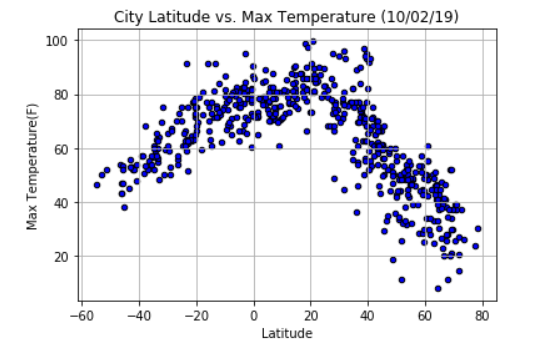 City Latitude vs. Max Temperature (10/02/19)
100
80
60
40
20
Max Temperature(F)
−60 −40 −20 0 20 40 60 80
Latitude